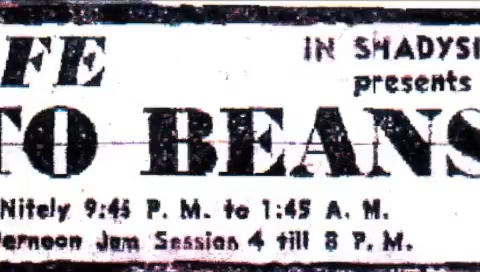 FE IN SHADYSI
presents
TO BEANS
Nitely 9:45 P. M. to 1:45 A. M.
ernoon Jam Session 4 till 8 P. M.